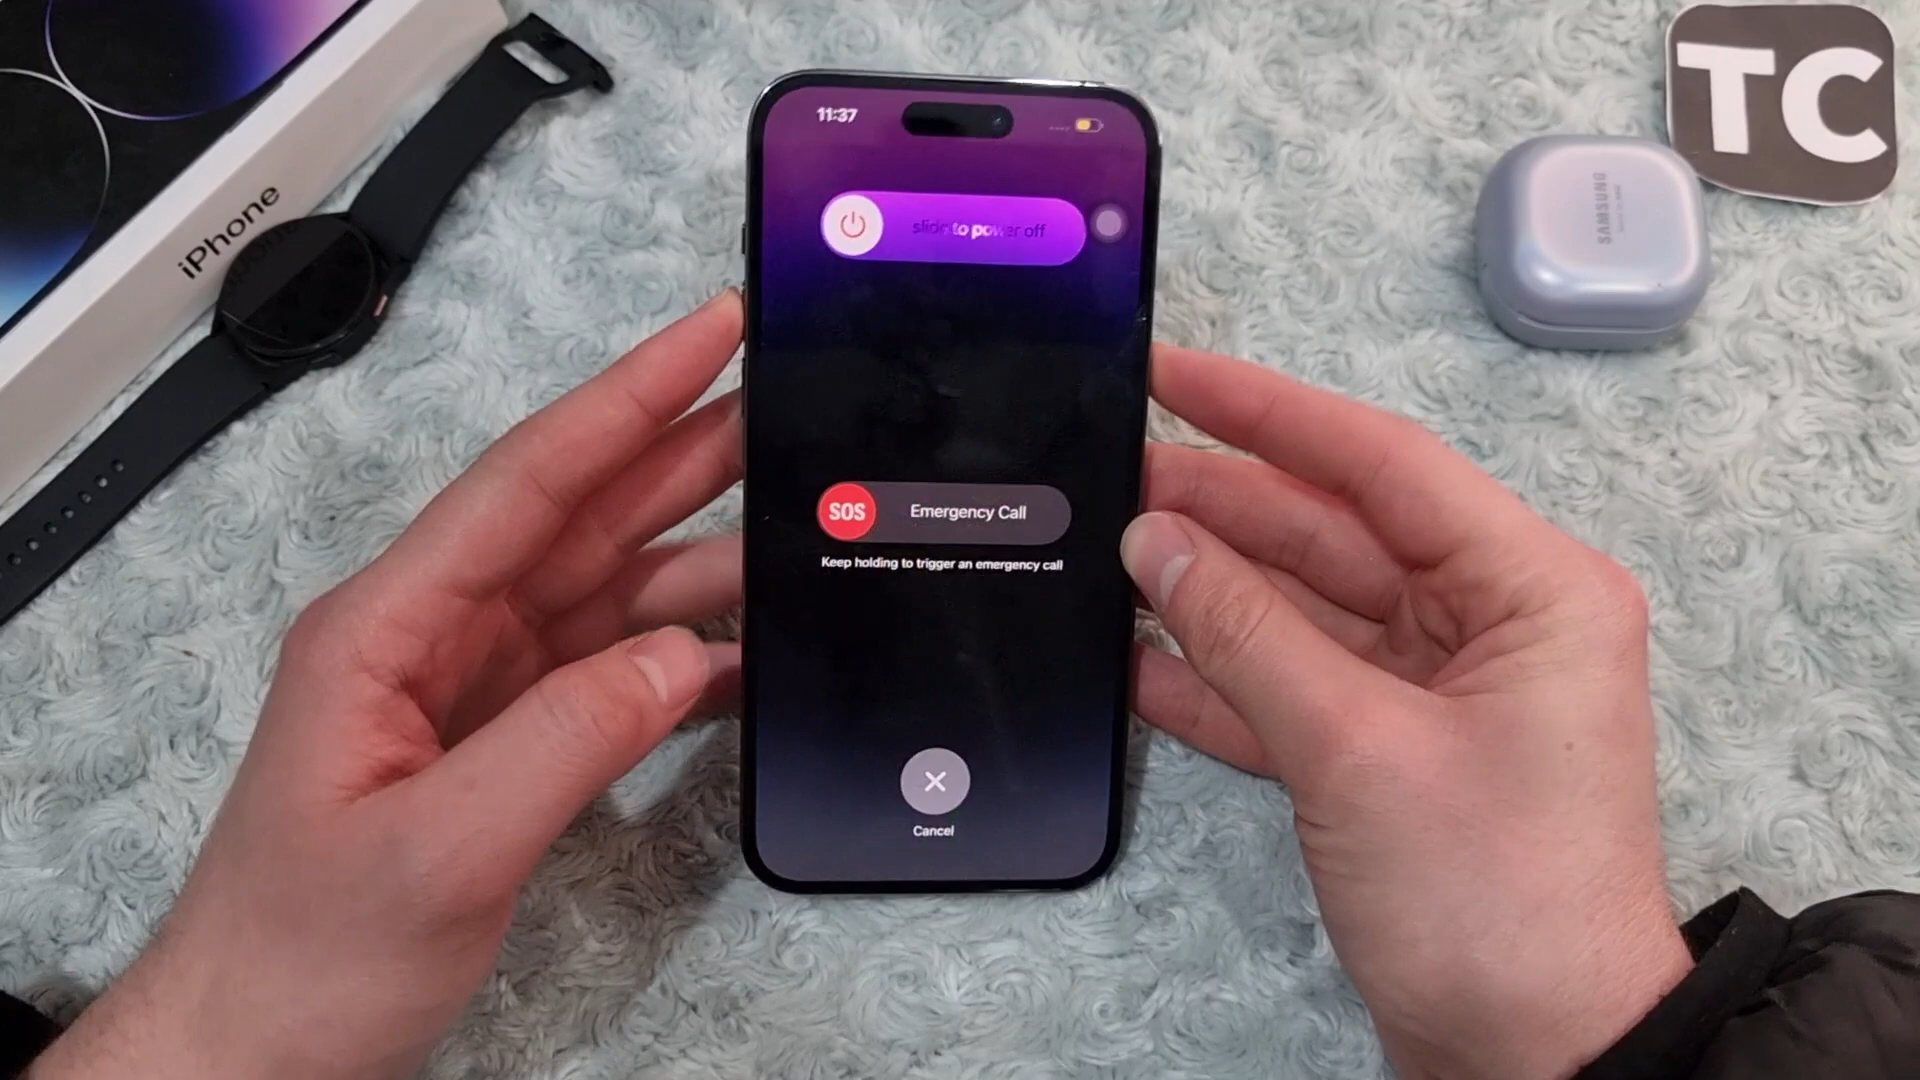 iPhone
11:37
slide to power off
SOS
Emergency Call
Keep holding to trigger an emergency call
Cancel
TC
SAMSUNG